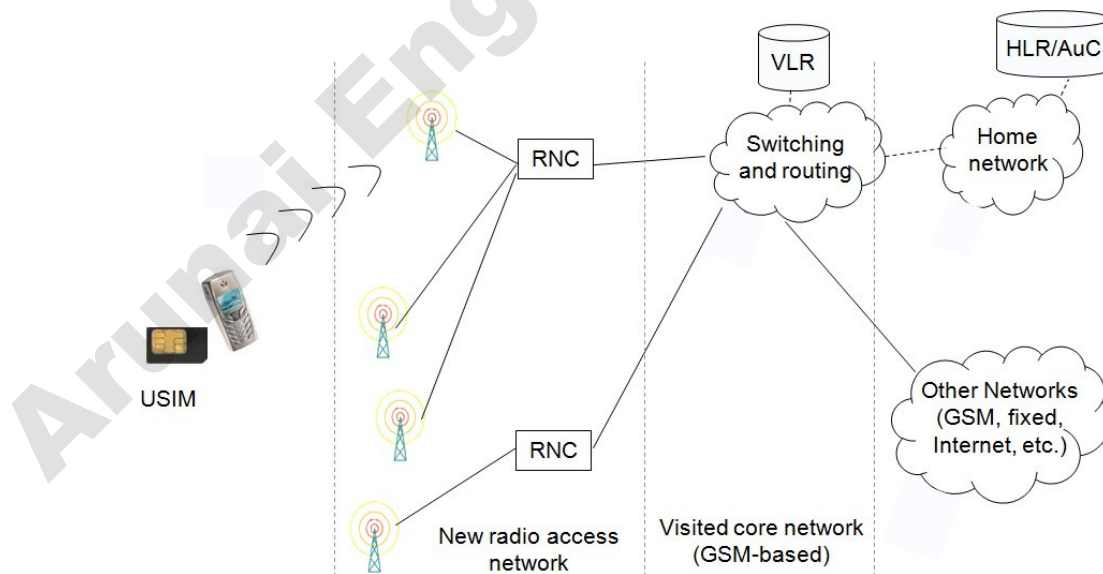 Arunai Eng
VLR
HLR/AuC
RNC
Switching
and routing
Home
network
USIM
RNC
Other Networks
(GSM, fixed,
Internet, etc.)
New radio access
network
Visited core network
(GSM-based)